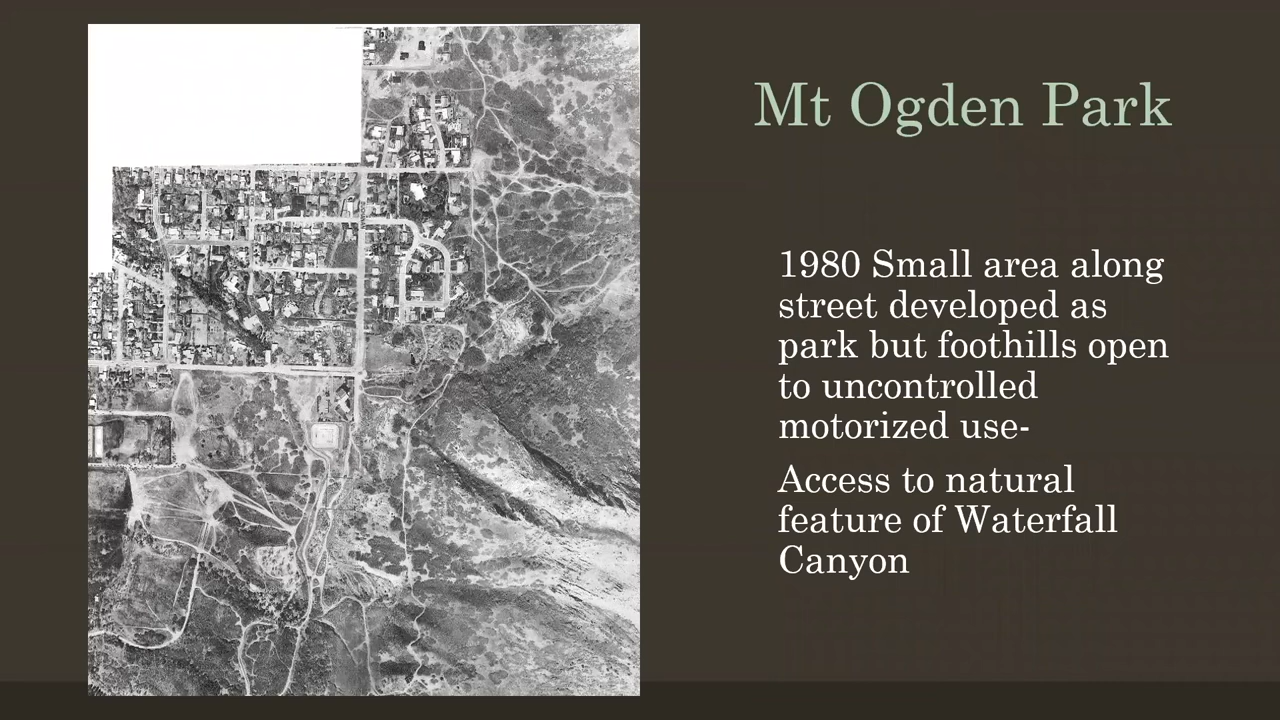 Mt Ogden Park
1980 Small area along
street developed as
park but foothills open
to uncontrolled
motorized use-
Access to natural
feature of Waterfall
Canyon